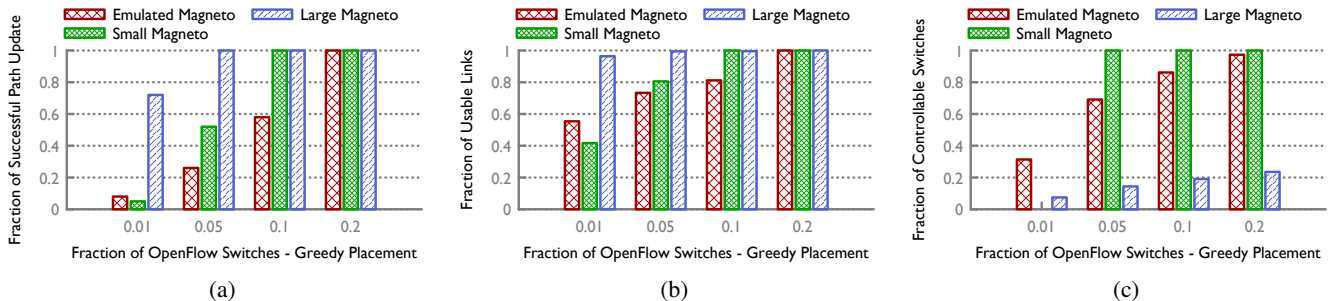 (a)
Emulated Magneto
Large Magneto
Small Magneto
Fraction of Successful Path Update
1
0.8
0.6
0.4
0.2
0
0.01 0.05 0.1 0.2
Fraction of OpenFlow Switches - Greedy Placement
(a)
(b)
Emulated Magneto
Large Magneto
Small Magneto
Fraction of Usable Links
1
0.8
0.6
0.4
0.2
0
0.01 0.05 0.1 0.2
Fraction of OpenFlow Switches - Greedy Placement
(b)
(c)
Emulated Magneto
Large Magneto
Small Magneto
Fraction of Controllable Switches
1
0.8
0.6
0.4
0.2
0
0.01 0.05 0.1 0.2
Fraction of OpenFlow Switches - Greedy Placement
(c)